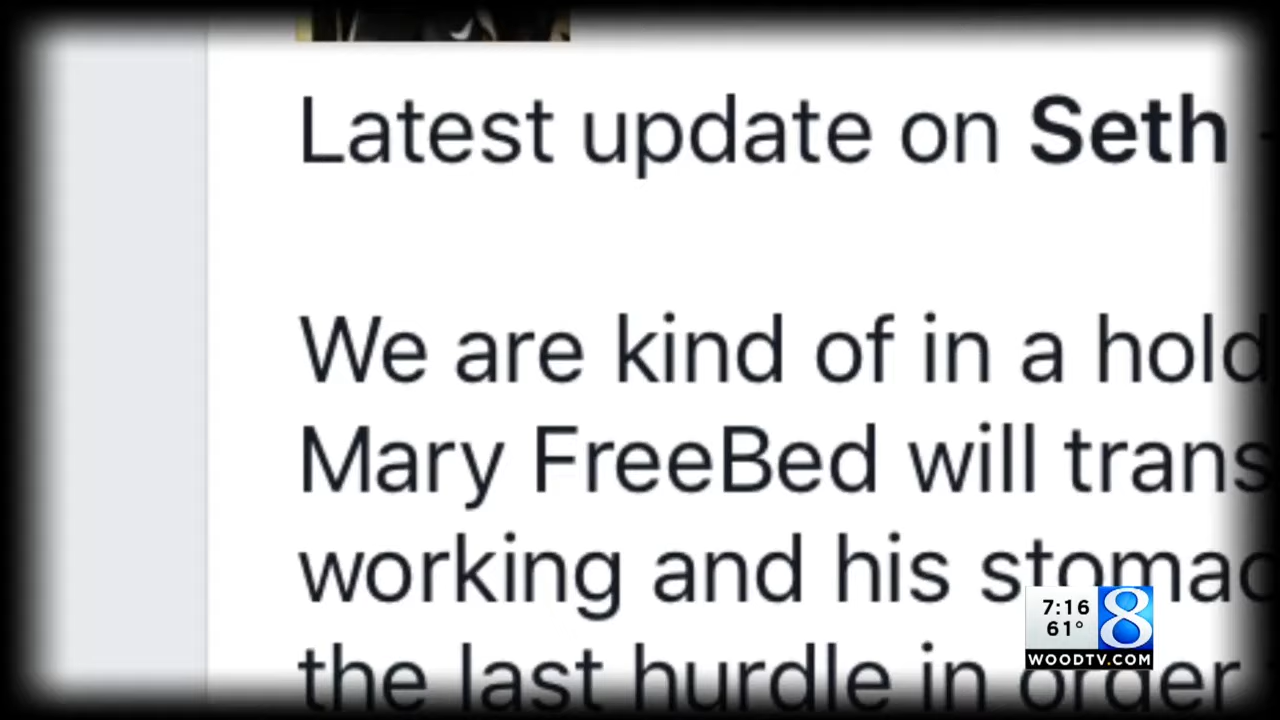 Latest update on Seth -
We are kind of in a hold
Mary FreeBed will trans
working and his stomac
the last hurdle in order
7:16
61°
8
WOODTV.COM